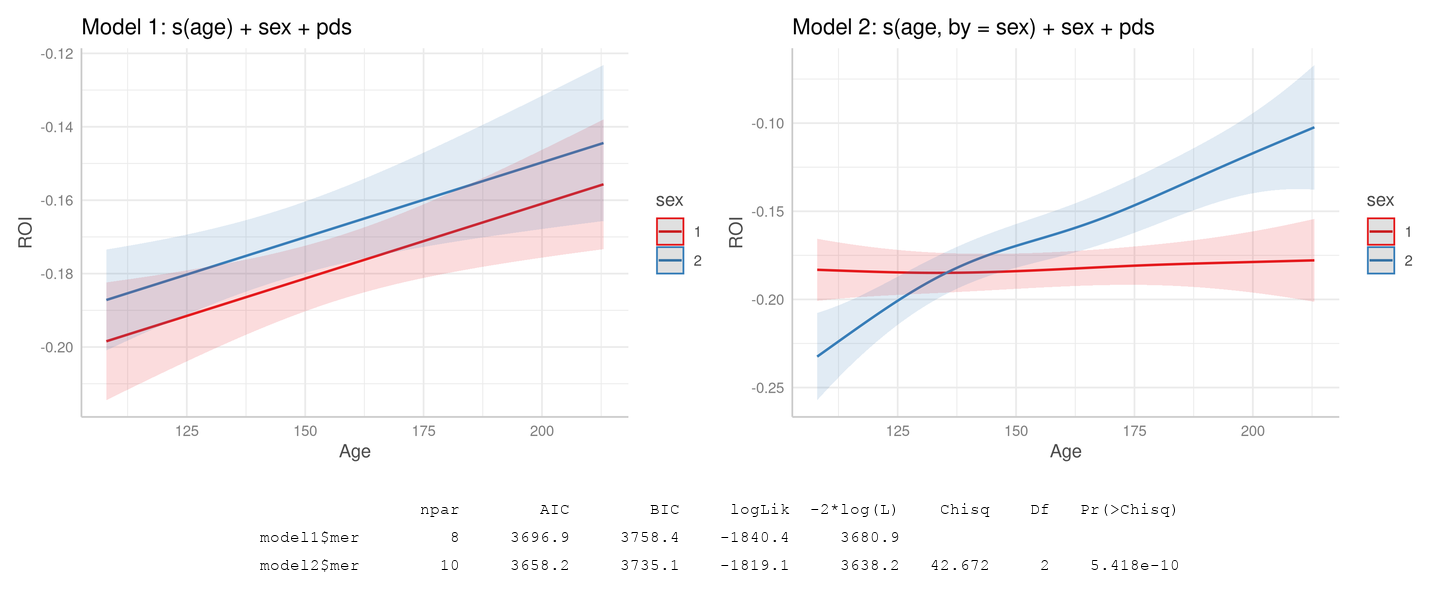 Model 1: s(age) + sex + pds
-0.12
-0.14
-0.16
-0.18
-0.20
ROI
125 150 175 200
Age
sex
1
2
Model 2: s(age, by = sex) + sex + pds
-0.10
-0.15
-0.20
-0.25
ROI
125 150 175 200
Age
sex
1
2
npar AIC BIC logLik -2*log(L) Chisq Df Pr(>Chisq)
model1$mer 8 3696.9 3758.4 -1840.4 3680.9
model2$mer 10 3658.2 3735.1 -1819.1 3638.2 42.672 2 5.418e-10